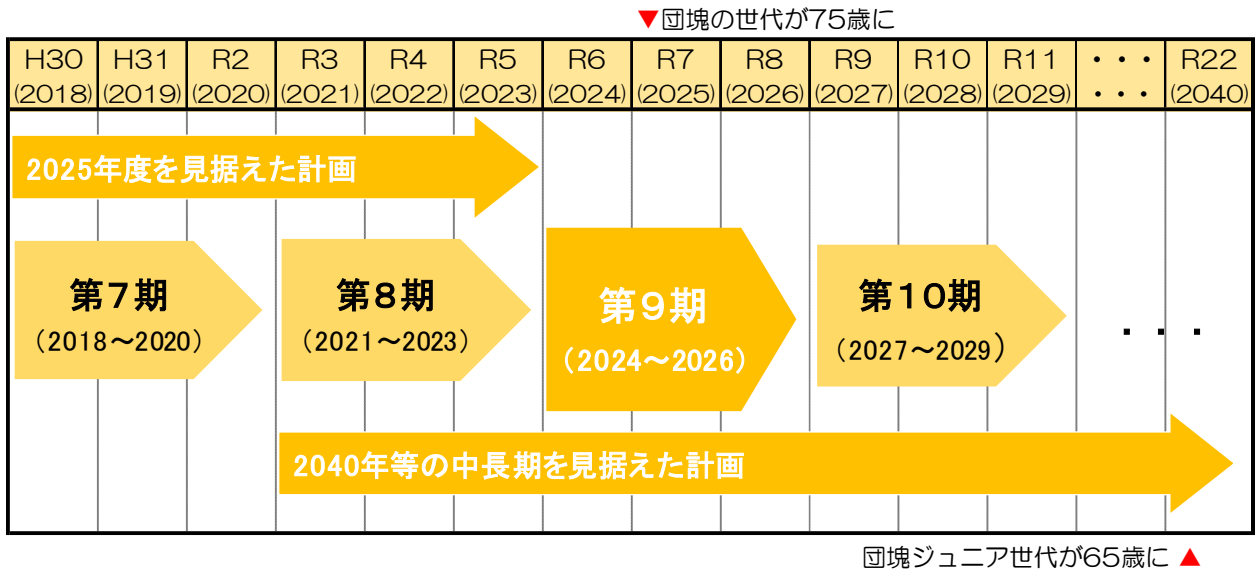 ▼団塊の世代が75歳に
H30 H31 R2 R3 R4 R5 R6 R7 R8 R9 R10 R11 ・・・ R22
(2018) (2019) (2020) (2021) (2022) (2023) (2024) (2025) (2026) (2027) (2028) (2029) ・・・ (2040)
2025年度を見据えた計画
第7期
（2018～2020）
第8期
（2021～2023）
第9期
（2024～2026）
第10期
（2027～2029）
・・・
2040年等の中長期を見据えた計画
団塊ジュニア世代が65歳に ▲